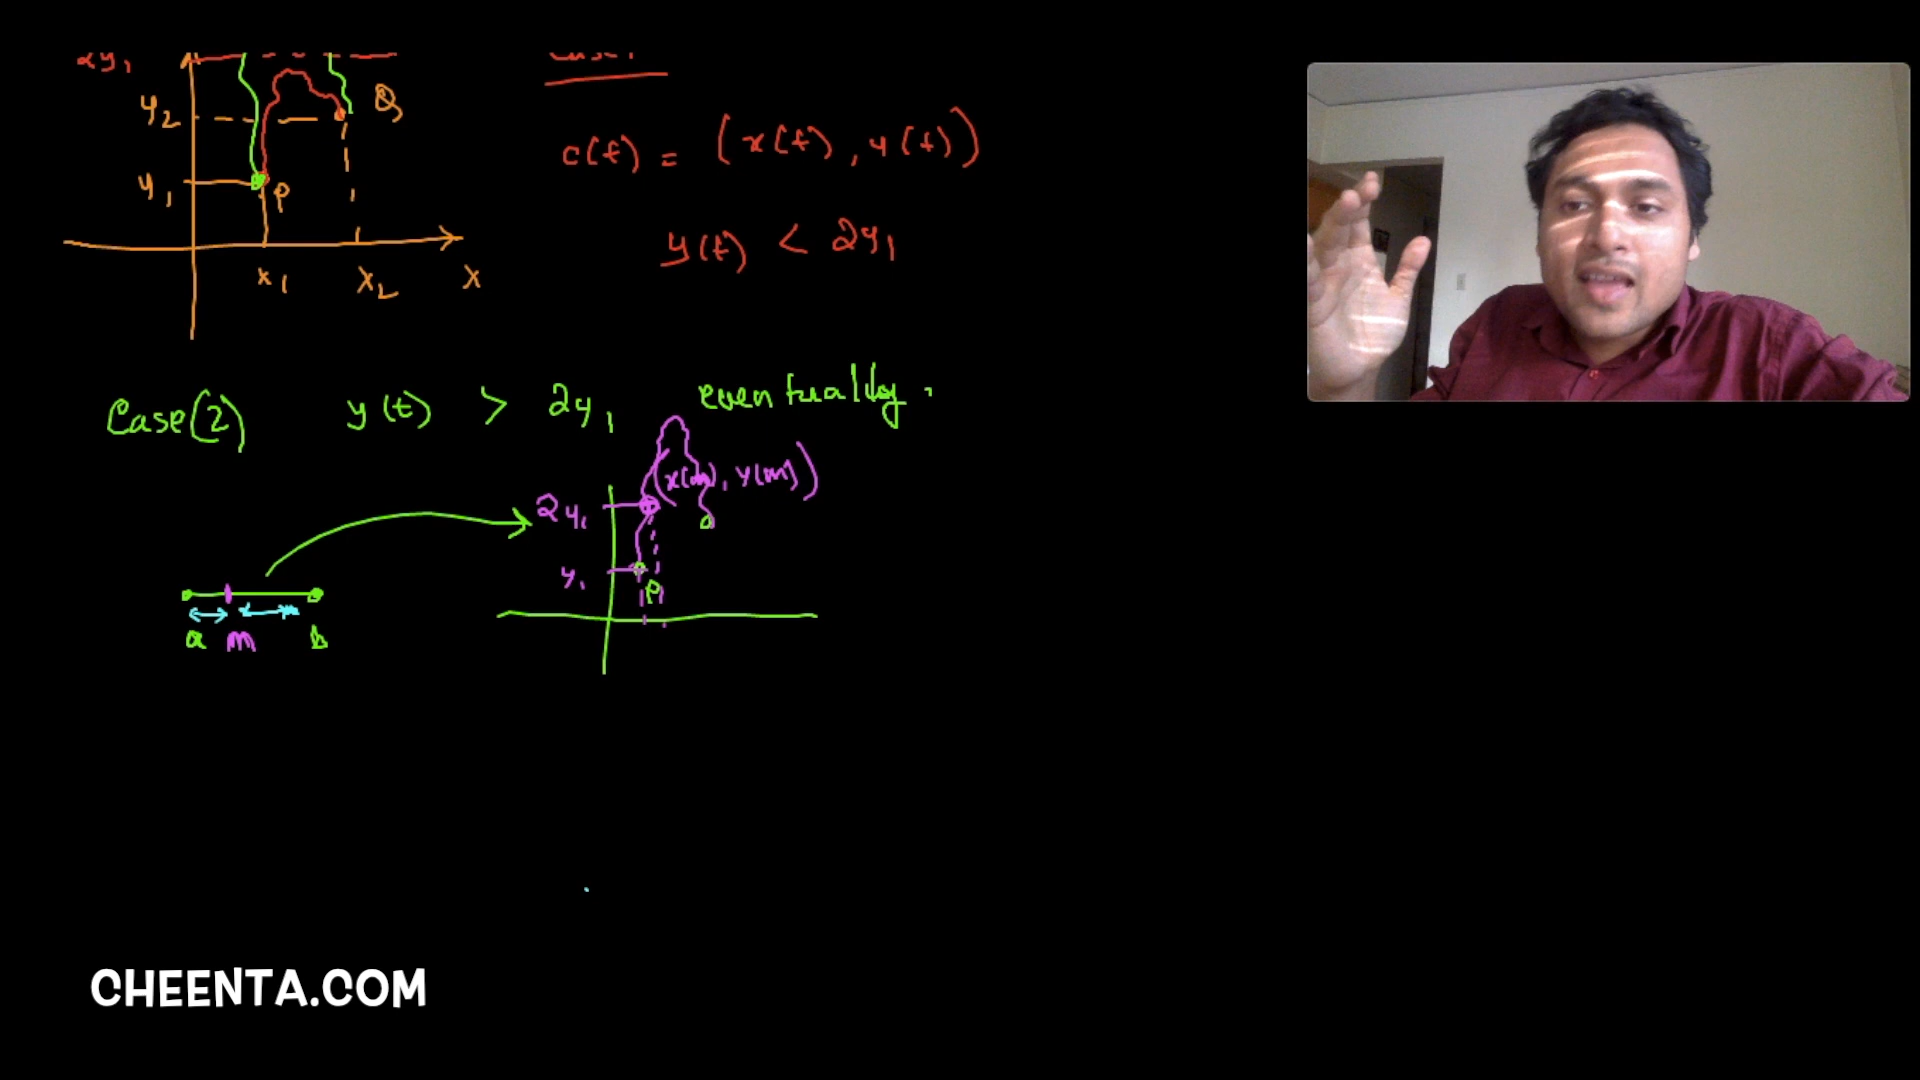 2y₁
y₂
Q
y₁
P
x₁ x₂ x
c(t) = (x(t), y(t))
y(t) < 2y₁
Case(2) y(t) > 2y₁ eventually.
(x(m), y(m))
2y₁
y₁
P
a m b
CHEENTA.COM